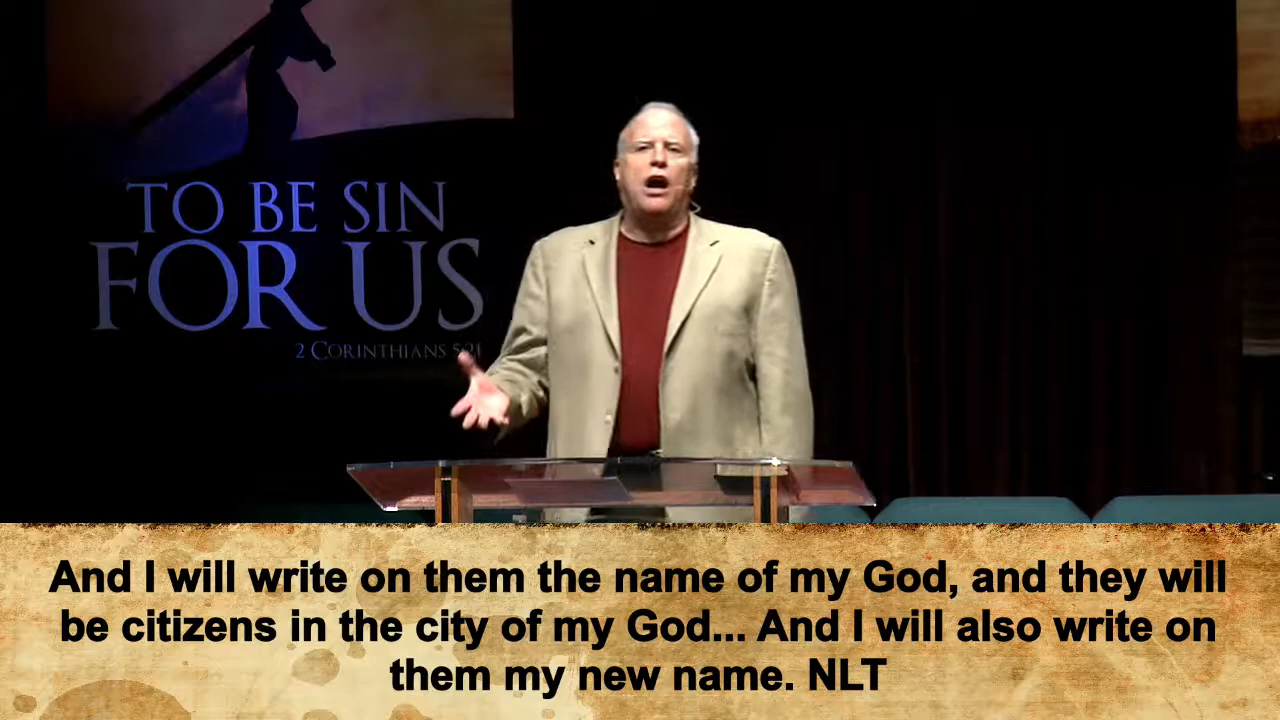 TO BE SIN
FOR US
2 CORINTHIANS 5:21
And I will write on them the name of my God, and they will
be citizens in the city of my God... And I will also write on
them my new name. NLT